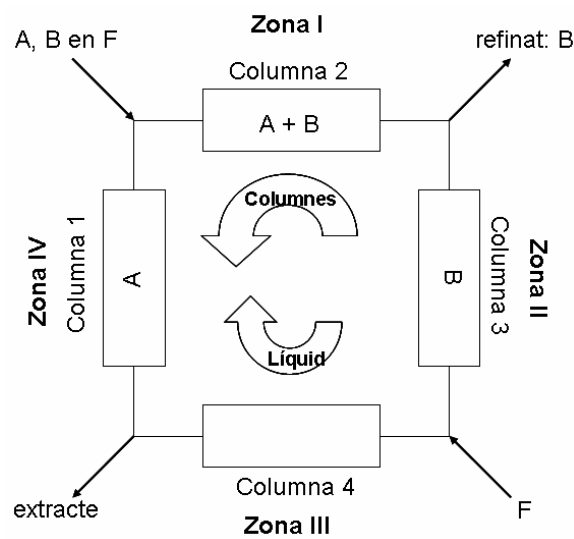 Zona I
A, B en F
refinat: B
Columna 2
A + B
Columnes
Zona IV
Columna 1
A
B
Columna 3
Zona II
Líquid
Columna 4
extracte
F
Zona III